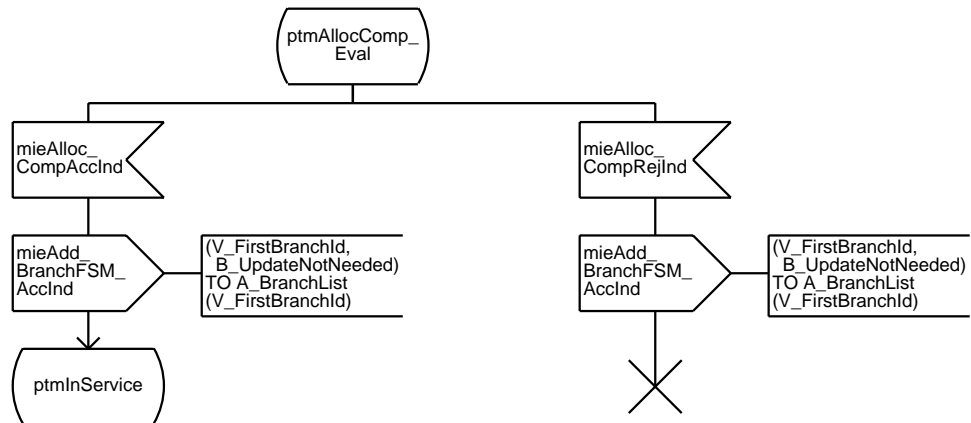 ptmAllocComp_
Eval
mieAlloc_
CompAccInd
mieAlloc_
CompRejInd
mieAdd_
BranchFSM_
AccInd
(V_FirstBranchId,
B_UpdateNotNeeded)
TO A_BranchList
(V_FirstBranchId)
mieAdd_
BranchFSM_
AccInd
(V_FirstBranchId,
B_UpdateNotNeeded)
TO A_BranchList
(V_FirstBranchId)
ptmInService